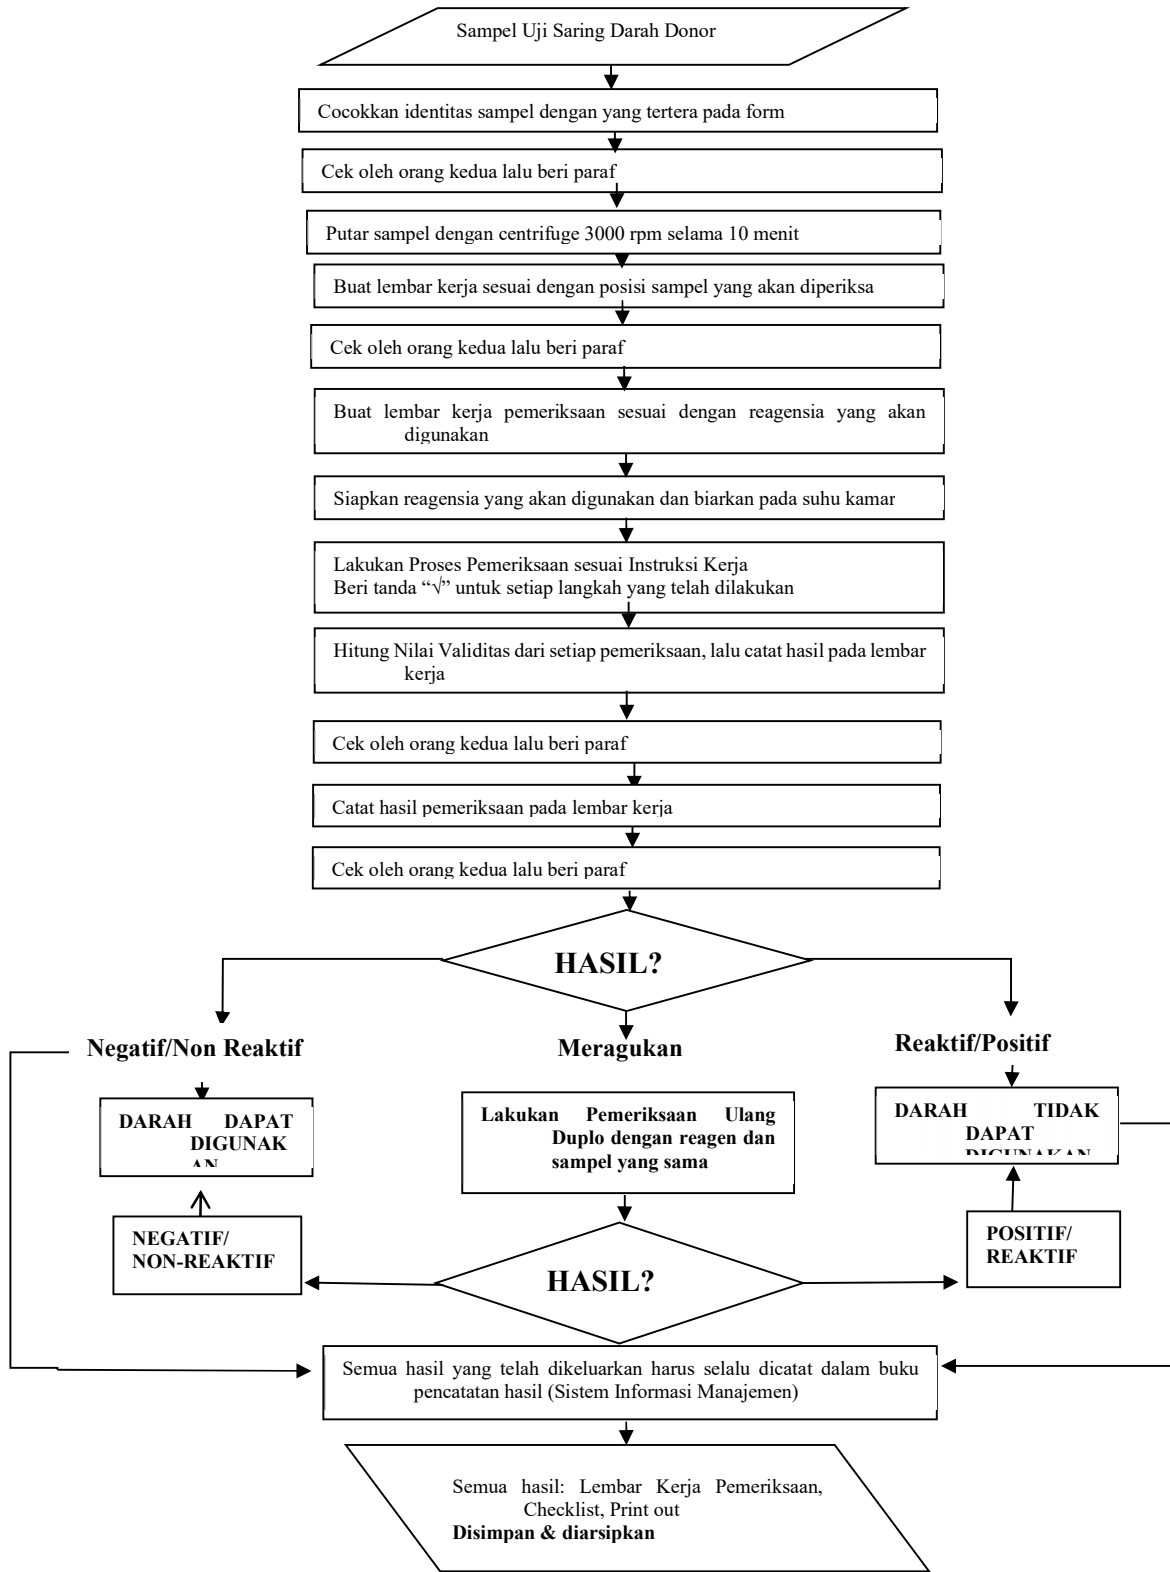 Sampel Uji Saring Darah Donor
Cocokkan identitas sampel dengan yang tertera pada form
Cek oleh orang kedua lalu beri paraf
Putar sampel dengan centrifuge 3000 rpm selama 10 menit
Buat lembar kerja sesuai dengan posisi sampel yang akan diperiksa
Cek oleh orang kedua lalu beri paraf
Buat lembar kerja pemeriksaan sesuai dengan reagensia yang akan
digunakan
Siapkan reagensia yang akan digunakan dan biarkan pada suhu kamar
Lakukan Proses Pemeriksaan sesuai Instruksi Kerja
Beri tanda “√” untuk setiap langkah yang telah dilakukan
Hitung Nilai Validitas dari setiap pemeriksaan, lalu catat hasil pada lembar
kerja
Cek oleh orang kedua lalu beri paraf
Catat hasil pemeriksaan pada lembar kerja
Cek oleh orang kedua lalu beri paraf
HASIL?
Negatif/Non Reaktif
Meragukan
Reaktif/Positif
DARAH DAPAT
DIGUNAK
AN
Lakukan Pemeriksaan Ulang
Duplo dengan reagen dan
sampel yang sama
DARAH TIDAK
DAPAT
DIGUNAKAN
NEGATIF/
NON-REAKTIF
HASIL?
POSITIF/
REAKTIF
Semua hasil yang telah dikeluarkan harus selalu dicatat dalam buku
pencatatan hasil (Sistem Informasi Manajemen)
Semua hasil: Lembar Kerja Pemeriksaan,
Checklist, Print out
Disimpan & diarsipkan